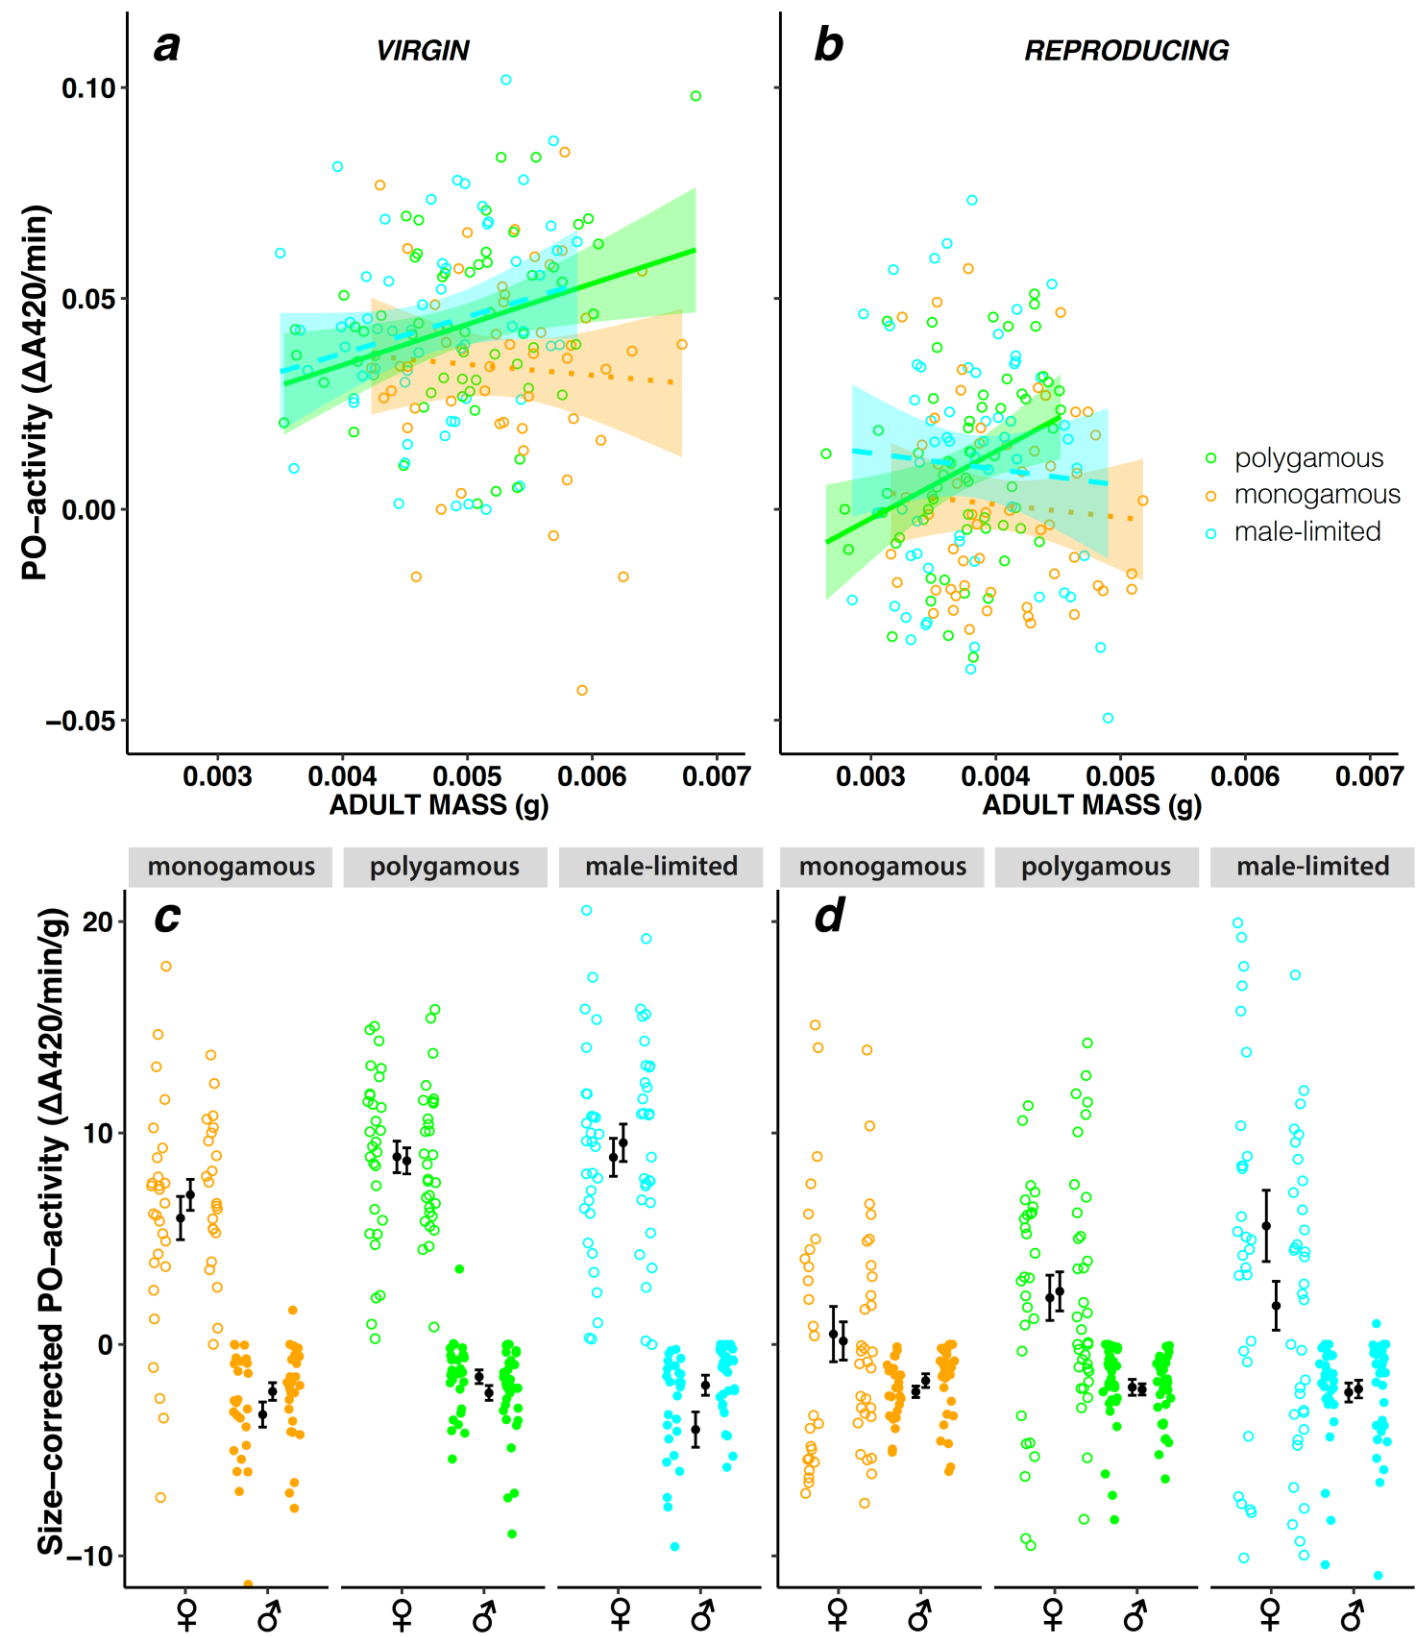 a VIRGIN
b REPRODUCING
PO−activity (ΔA420/min)
0.10
0.05
0.00
−0.05
0.003 0.004 0.005 0.006 0.007
ADULT MASS (g)
0.003 0.004 0.005 0.006 0.007
ADULT MASS (g)
polygamous
monogamous
male-limited
monogamous polygamous male-limited
monogamous polygamous male-limited
c
d
Size−corrected PO−activity (ΔA420/min/g)
20
10
0
−10
♀ ♂ ♀ ♂ ♀ ♂
♀ ♂ ♀ ♂ ♀ ♂